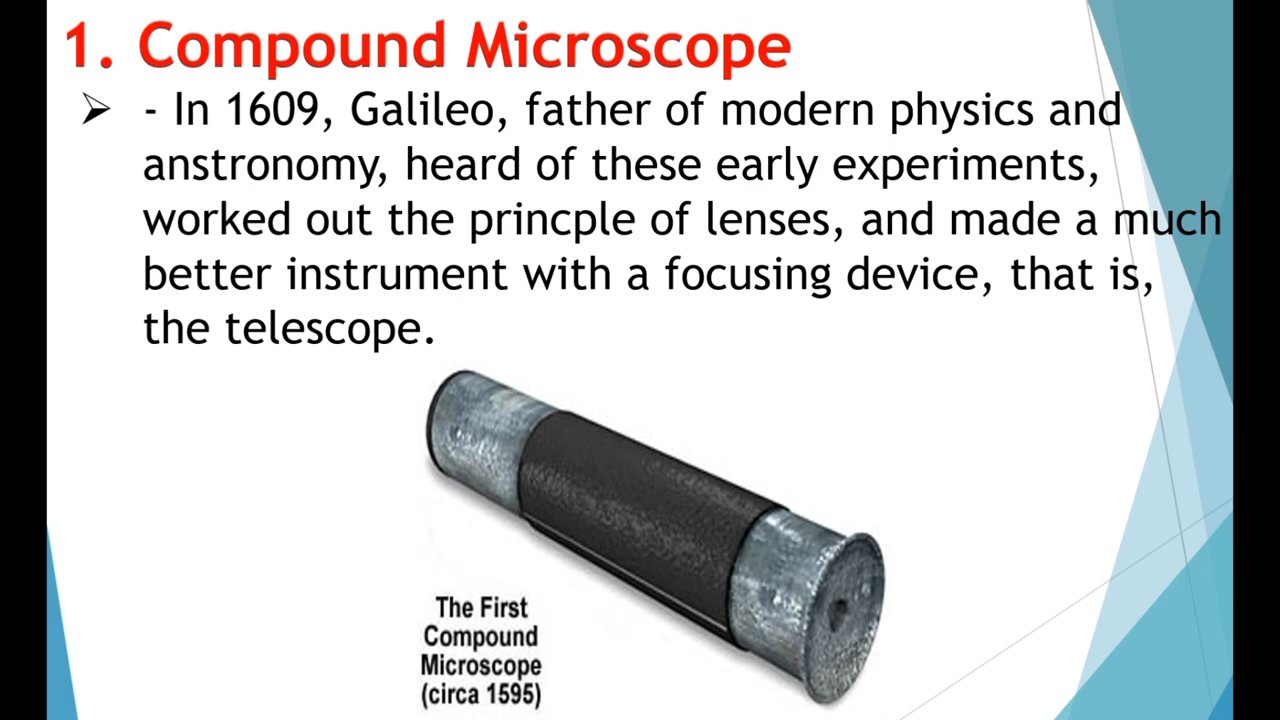 1. Compound Microscope
➢ - In 1609, Galileo, father of modern physics and
anstronomy, heard of these early experiments,
worked out the princple of lenses, and made a much
better instrument with a focusing device, that is,
the telescope.
The First
Compound
Microscope
(circa 1595)